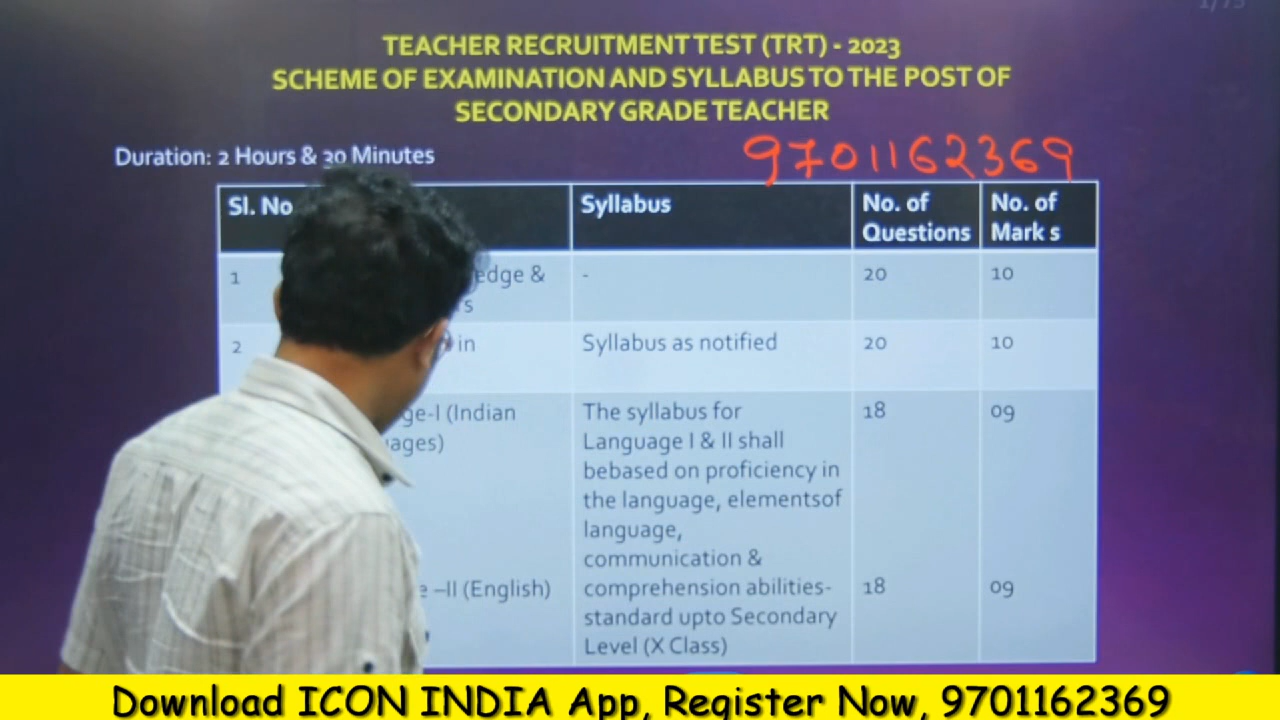 1/73
TEACHER RECRUITMENT TEST (TRT) - 2023
SCHEME OF EXAMINATION AND SYLLABUS TO THE POST OF
SECONDARY GRADE TEACHER
Duration: 2 Hours & 30 Minutes
9701162369
Sl. No Syllabus No. of Questions No. of Mark s
1 - 20 10
2 in Syllabus as notified 20 10
(Indian The syllabus for 18 09
Language I & II shall
bebased on proficiency in
the language, elementsof
language,
communication &
–II (English) comprehension abilities- 18 09
standard upto Secondary
Level (X Class)
Download ICON INDIA App, Register Now, 9701162369